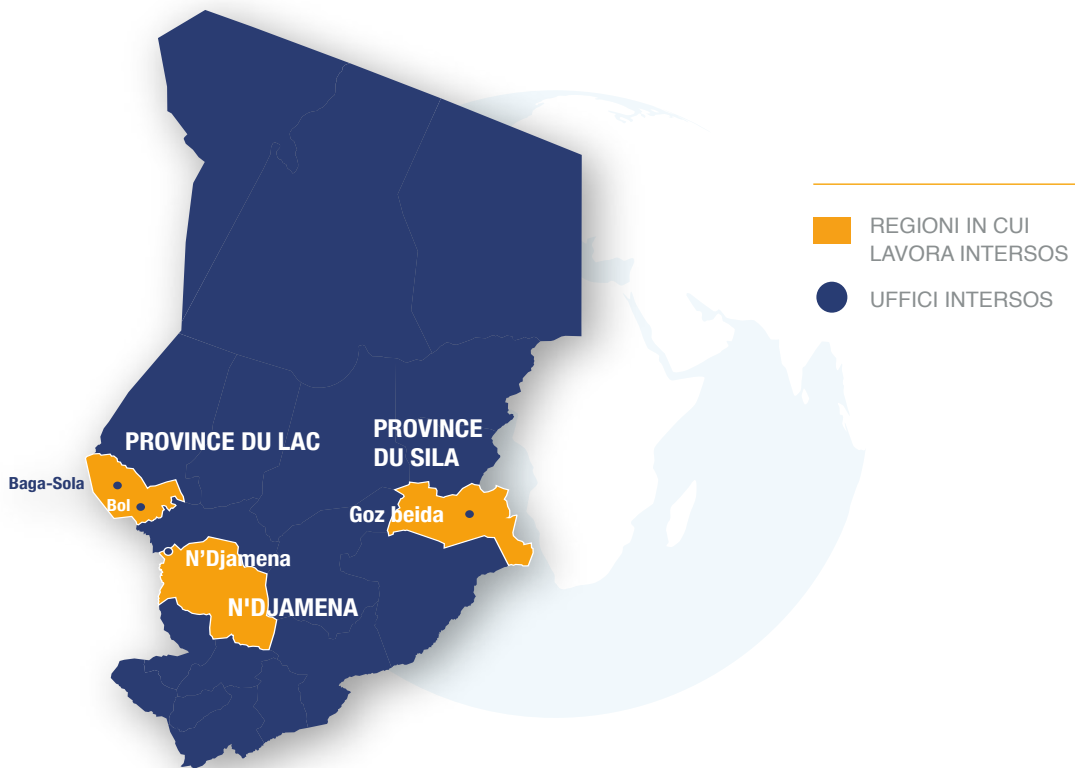 REGIONI IN CUI
LAVORA INTERSOS
UFFICI INTERSOS
PROVINCE DU LAC
PROVINCE
DU SILA
Baga-Sola
Bol
Goz beida
N’Djamena
N'DJAMENA